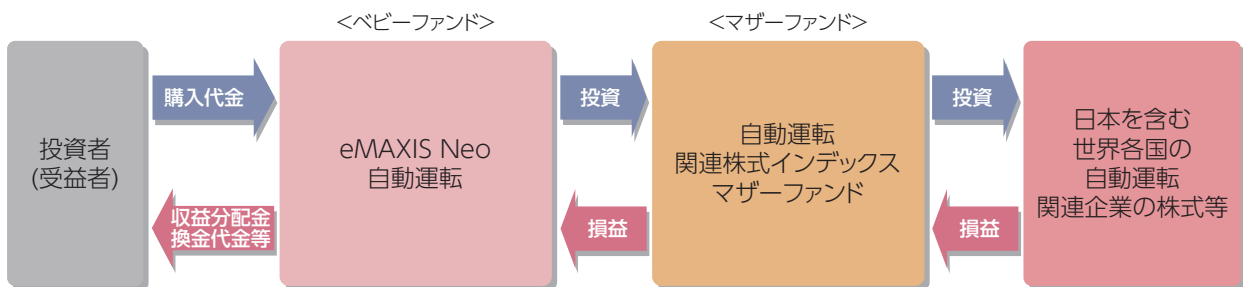 <ベビーファンド>
<マザーファンド>
投資者
(受益者)
購入代金
収益分配金
換金代金等
eMAXIS Neo
自動運転
投資
損益
自動運転
関連株式インデックス
マザーファンド
投資
損益
日本を含む
世界各国の
自動運転
関連企業の株式等